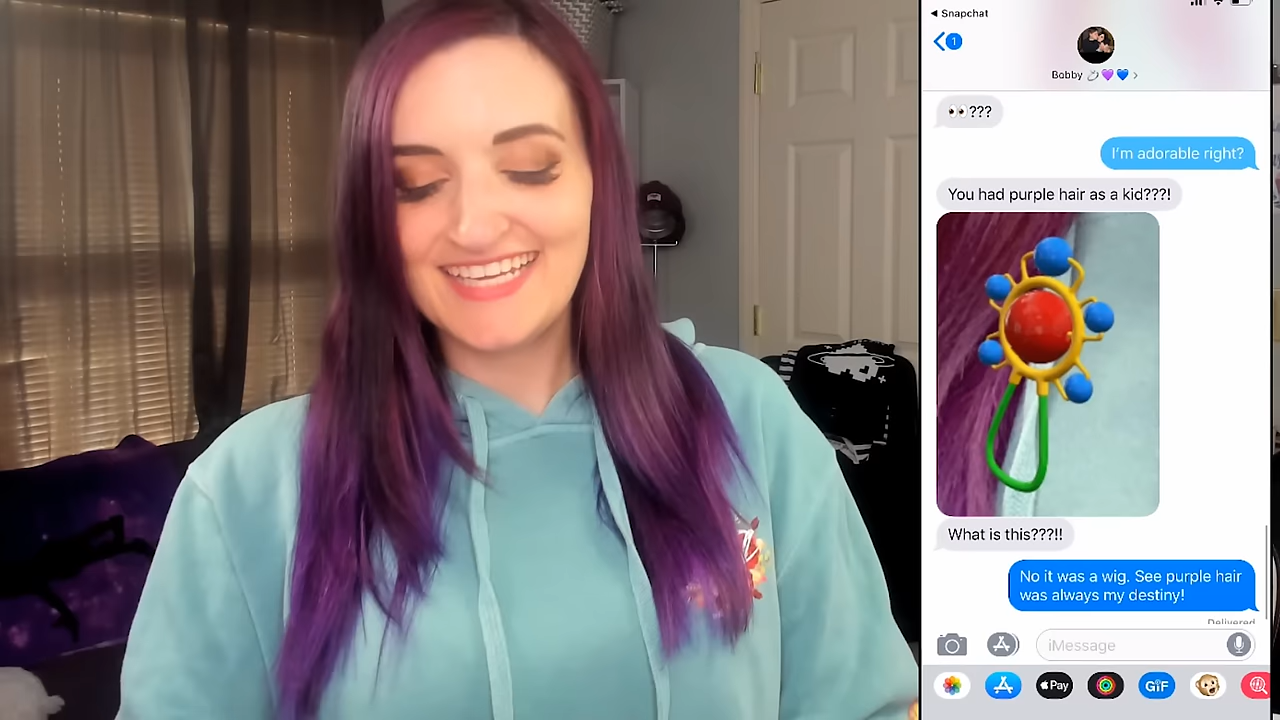 ◀ Snapchat
1
Bobby 💍💜💙 >
👀???
I'm adorable right?
You had purple hair as a kid???!
What is this???!!
No it was a wig. See purple hair
was always my destiny!
Delivered
iMessage
Pay
GIF